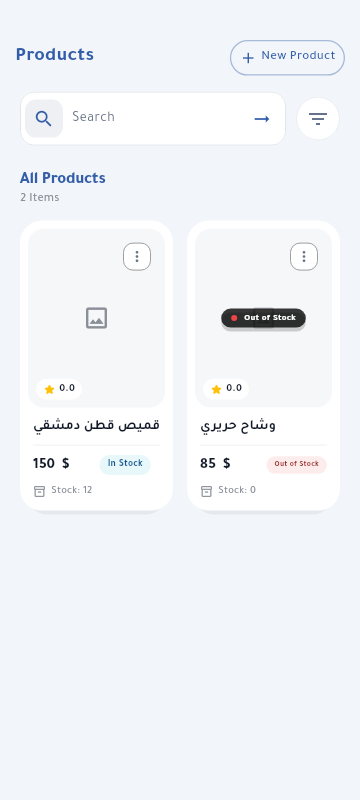 Products
New Product
Search
All Products
2 Items
0.0
قميص قطن دمشقي
150 $
In Stock
Stock: 12
Out of Stock
0.0
وشاح حريري
85 $
Out of Stock
Stock: 0